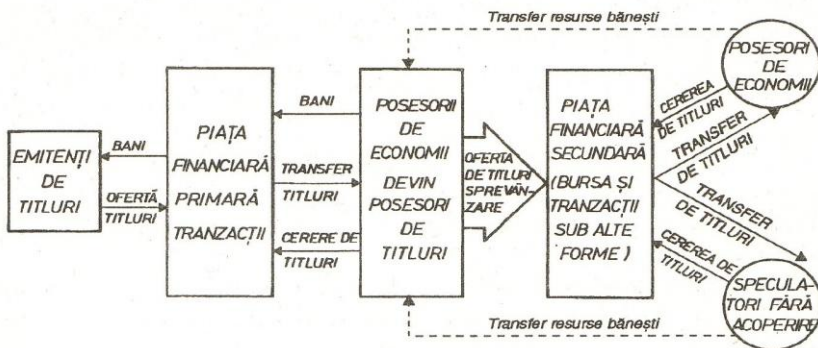 Transfer resurse bănești
POSESORI
DE
ECONOMII
EMITENȚI
DE
TITLURI
BANI
OFERTĂ
TITLURI
PIAȚA
FINANCIARĂ
PRIMARĂ
TRANZACȚII
BANI
TRANSFER
TITLURI
CERERE DE
TITLURI
POSESORII
DE
ECONOMII
DEVIN
POSESORI
DE
TITLURI
OFERTA
DE TITLURI
SPRE VÂN-
ZARE
PIAȚA
FINANCIARĂ
SECUNDARĂ
(BURSA ȘI
TRANZACȚII
SUB ALTE
FORME)
CEREREA
DE TITLURI
TRANSFER
DE TITLURI
TRANSFER
DE TITLURI
CEREREA DE
TITLURI
SPECULA-
TORI FĂRĂ
ACOPERIRE
Transfer resurse bănești